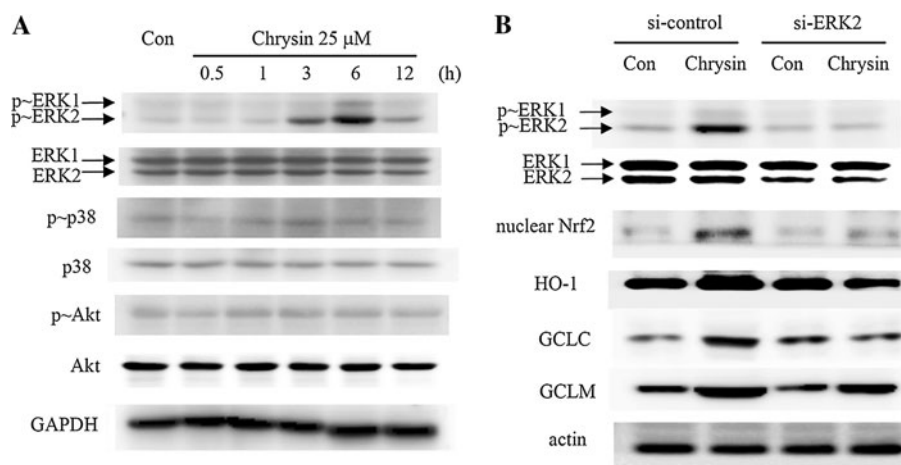 A
Con
Chrysin 25 µM
0.5 1 3 6 12 (h)
p~ERK1
p~ERK2
ERK1
ERK2
p~p38
p38
p~Akt
Akt
GAPDH
B
si-control si-ERK2
Con Chrysin Con Chrysin
p~ERK1
p~ERK2
ERK1
ERK2
nuclear Nrf2
HO-1
GCLC
GCLM
actin